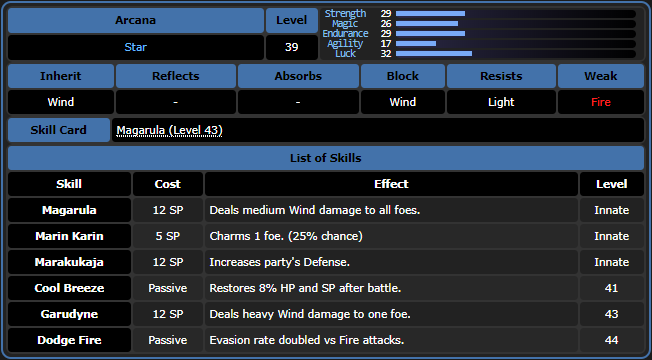 Arcana Level
Star 39
Strength 29
Magic 26
Endurance 29
Agility 17
Luck 32
Inherit Reflects Absorbs Block Resists Weak
Wind - - Wind Light Fire
Skill Card Magarula (Level 43)
List of Skills
Skill Cost Effect Level
Magarula 12 SP Deals medium Wind damage to all foes. Innate
Marin Karin 5 SP Charms 1 foe. (25% chance) Innate
Marakukaja 12 SP Increases party's Defense. Innate
Cool Breeze Passive Restores 8% HP and SP after battle. 41
Garudyne 12 SP Deals heavy Wind damage to one foe. 43
Dodge Fire Passive Evasion rate doubled vs Fire attacks. 44